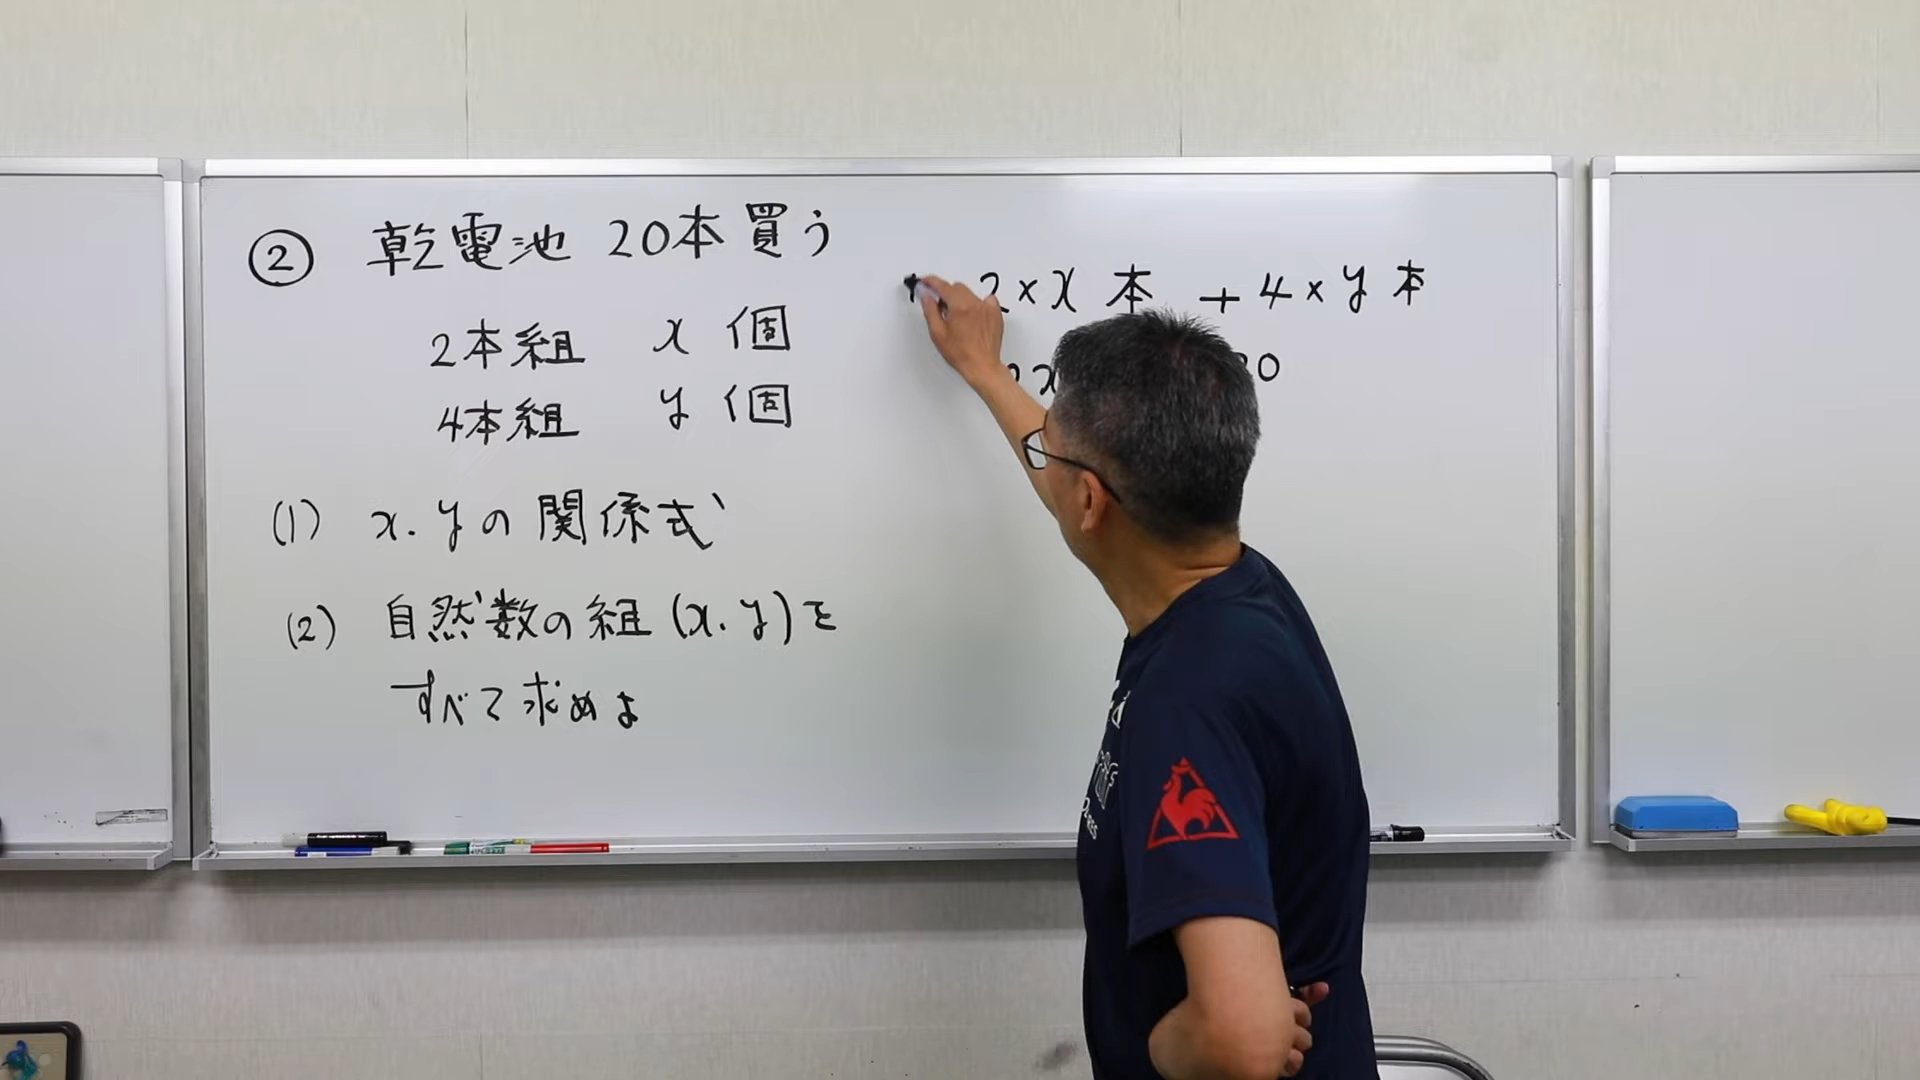 ② 乾電池 20本買う
2本組 x 個
4本組 y 個
(1) x.yの関係式
(2) 自然数の組(x.y)を
すべて求めよ
2×x 本 + 4×y 本